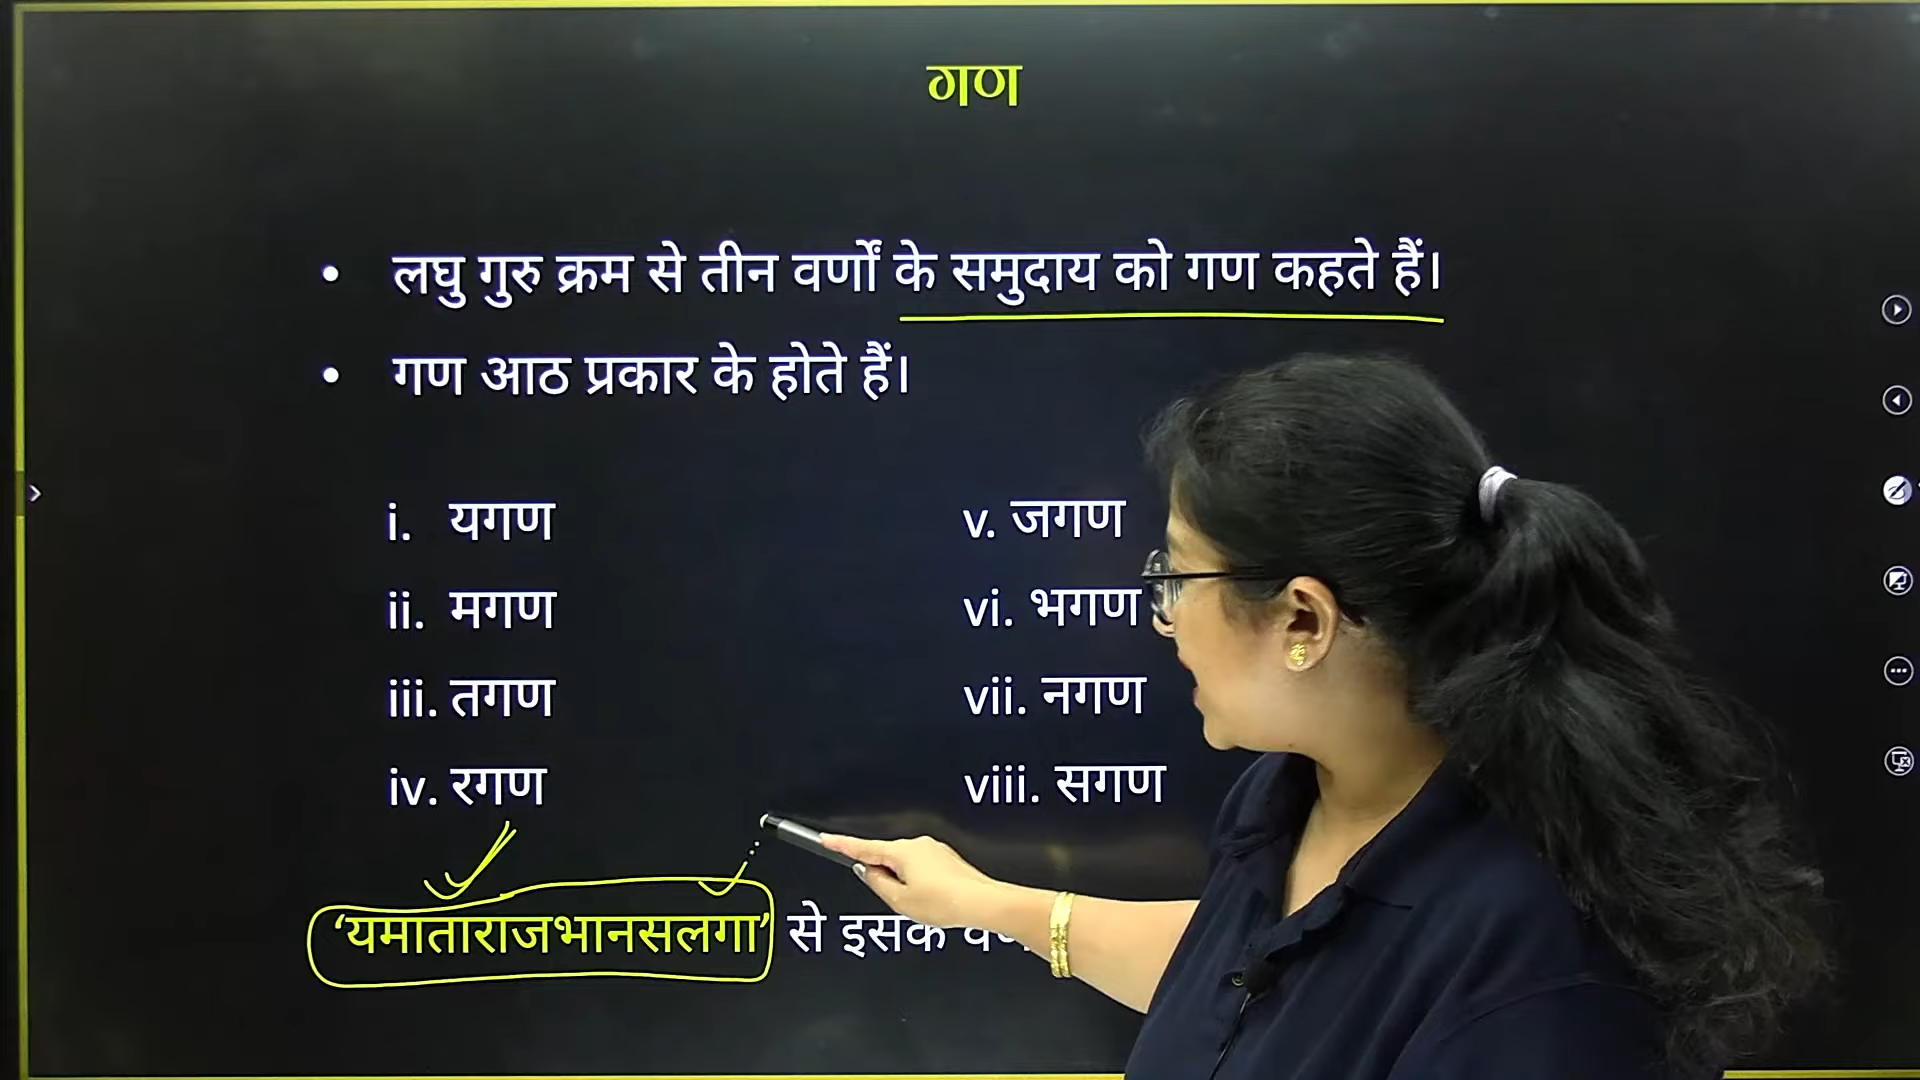 गण
• लघु गुरु क्रम से तीन वर्णों के समुदाय को गण कहते हैं।
• गण आठ प्रकार के होते हैं।
i. यगण
ii. मगण
iii. तगण
iv. रगण
v. जगण
vi. भगण
vii. नगण
viii. सगण
‘यमाताराजभानसलगा’ से इसके